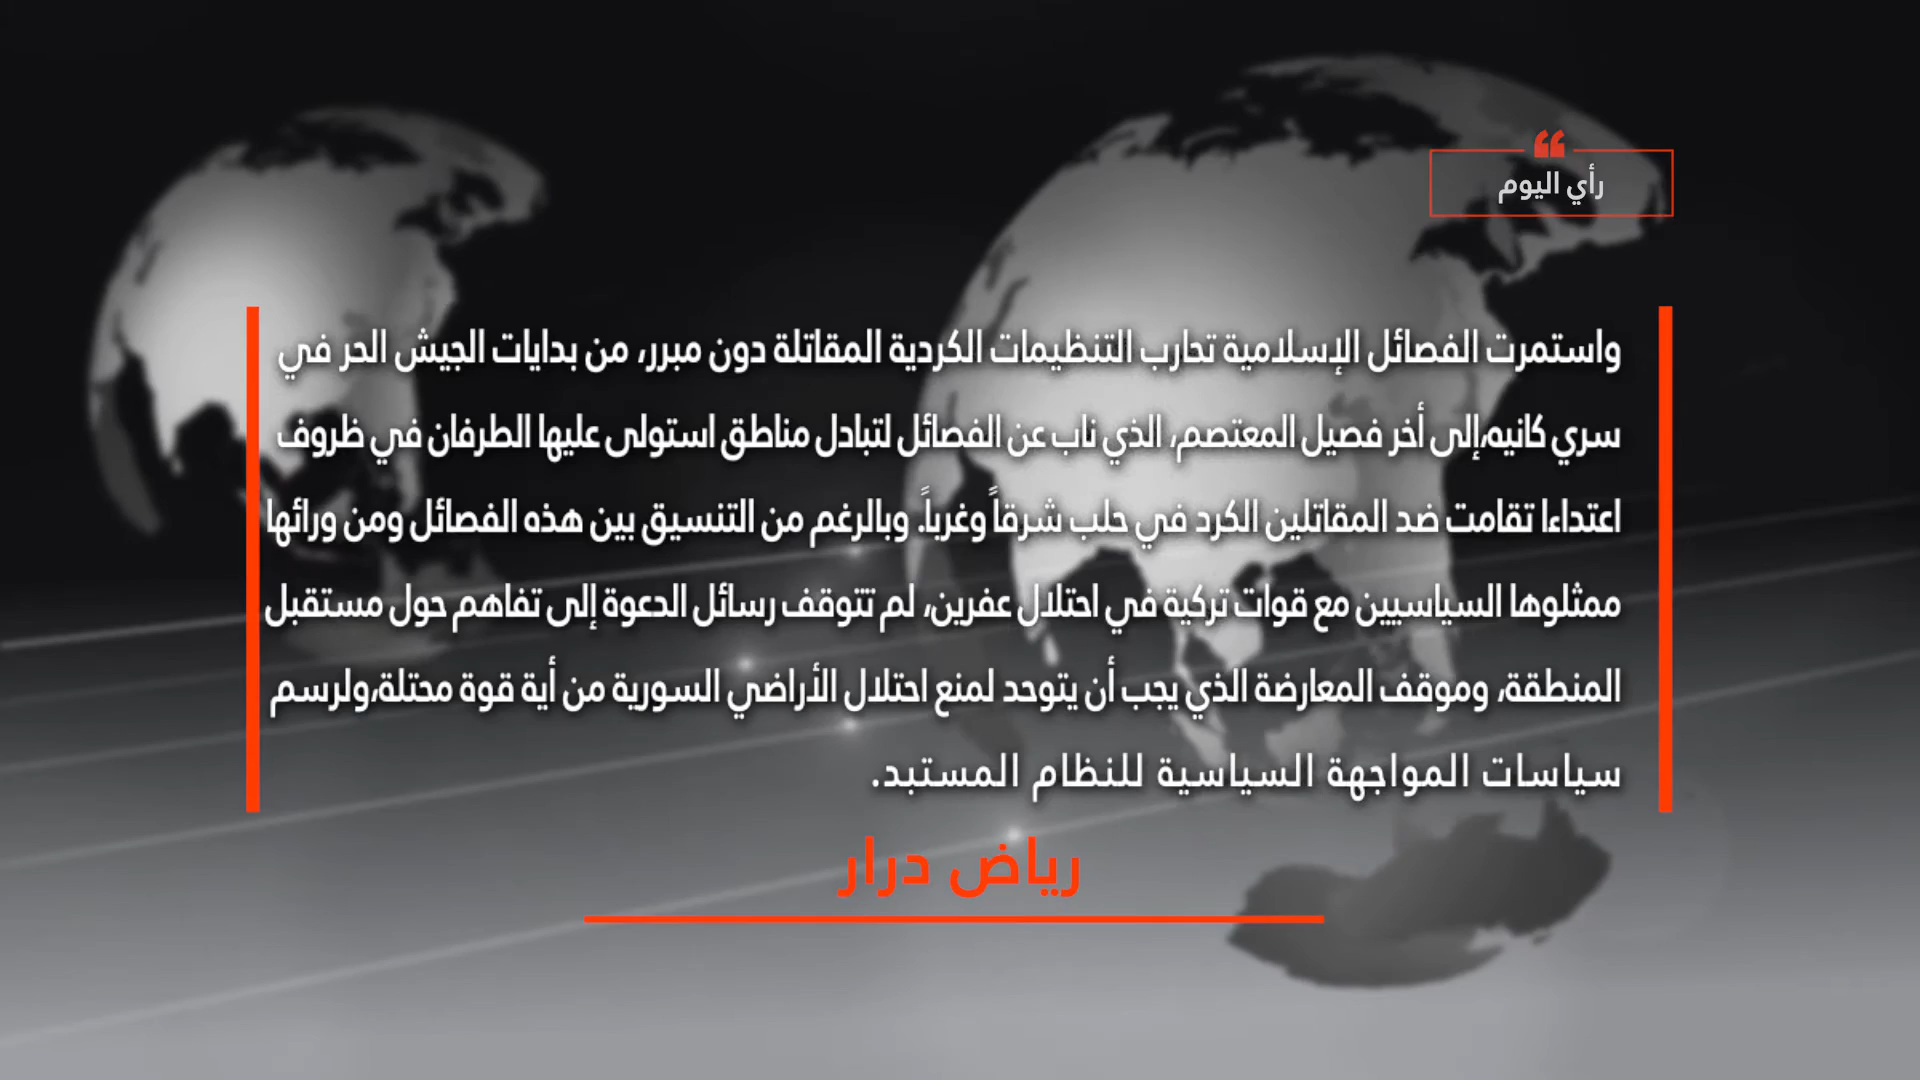 رأي اليوم
واستمرت الفصائل الإسلامية تحارب التنظيمات الكردية المقاتلة دون مبرر، من بدايات الجيش الحر في
سري كانيه،إلى أخر فصيل المعتصم، الذي ناب عن الفصائل لتبادل مناطق استولى عليها الطرفان في ظروف
اعتداءا تقامت ضد المقاتلين الكرد في حلب شرقاً وغرباً. وبالرغم من التنسيق بين هذه الفصائل ومن ورائها
ممثلوها السياسيين مع قوات تركية في احتلال عفرين، لم تتوقف رسائل الدعوة إلى تفاهم حول مستقبل
المنطقة، وموقف المعارضة الذي يجب أن يتوحد لمنع احتلال الأراضي السورية من أية قوة محتلة،ولرسم
سياسات المواجهة السياسية للنظام المستبد.
رياض درار